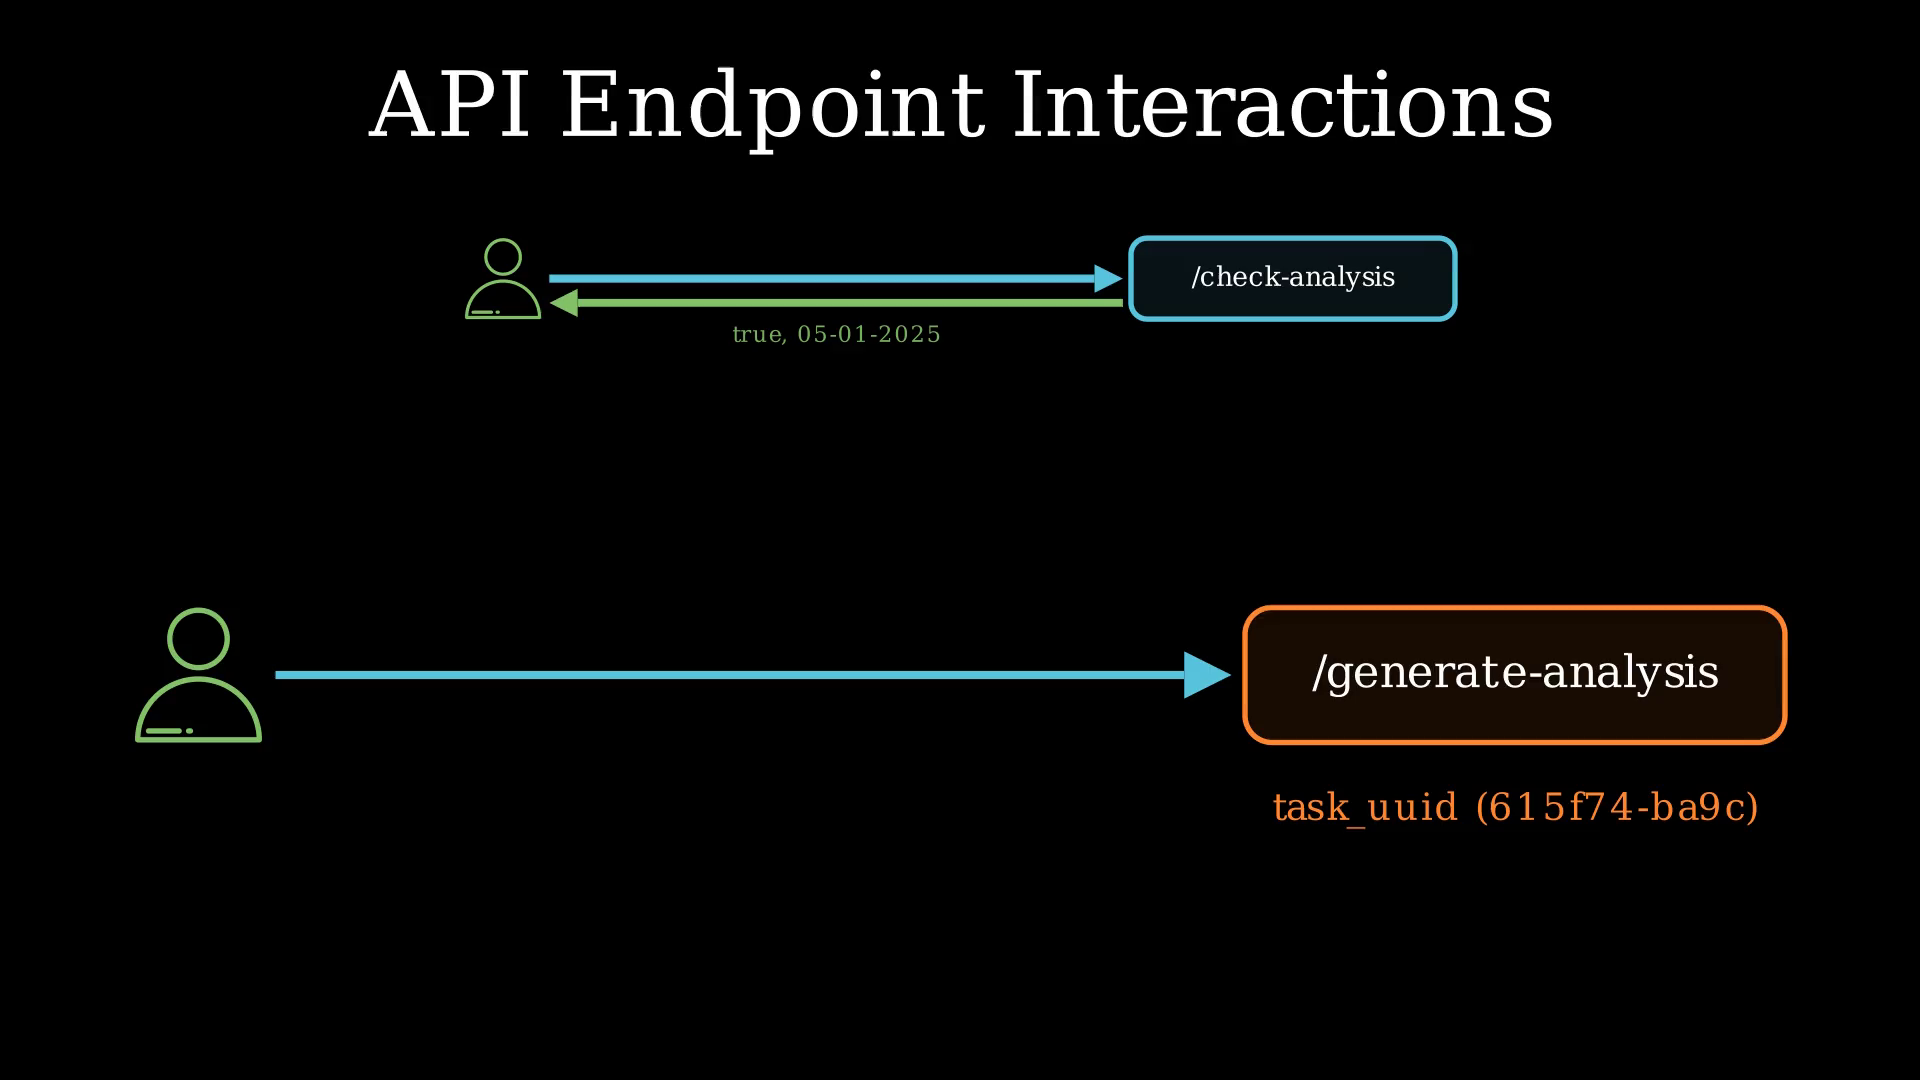 API Endpoint Interactions
/check-analysis
true, 05-01-2025
/generate-analysis
task_uuid (615f74-ba9c)